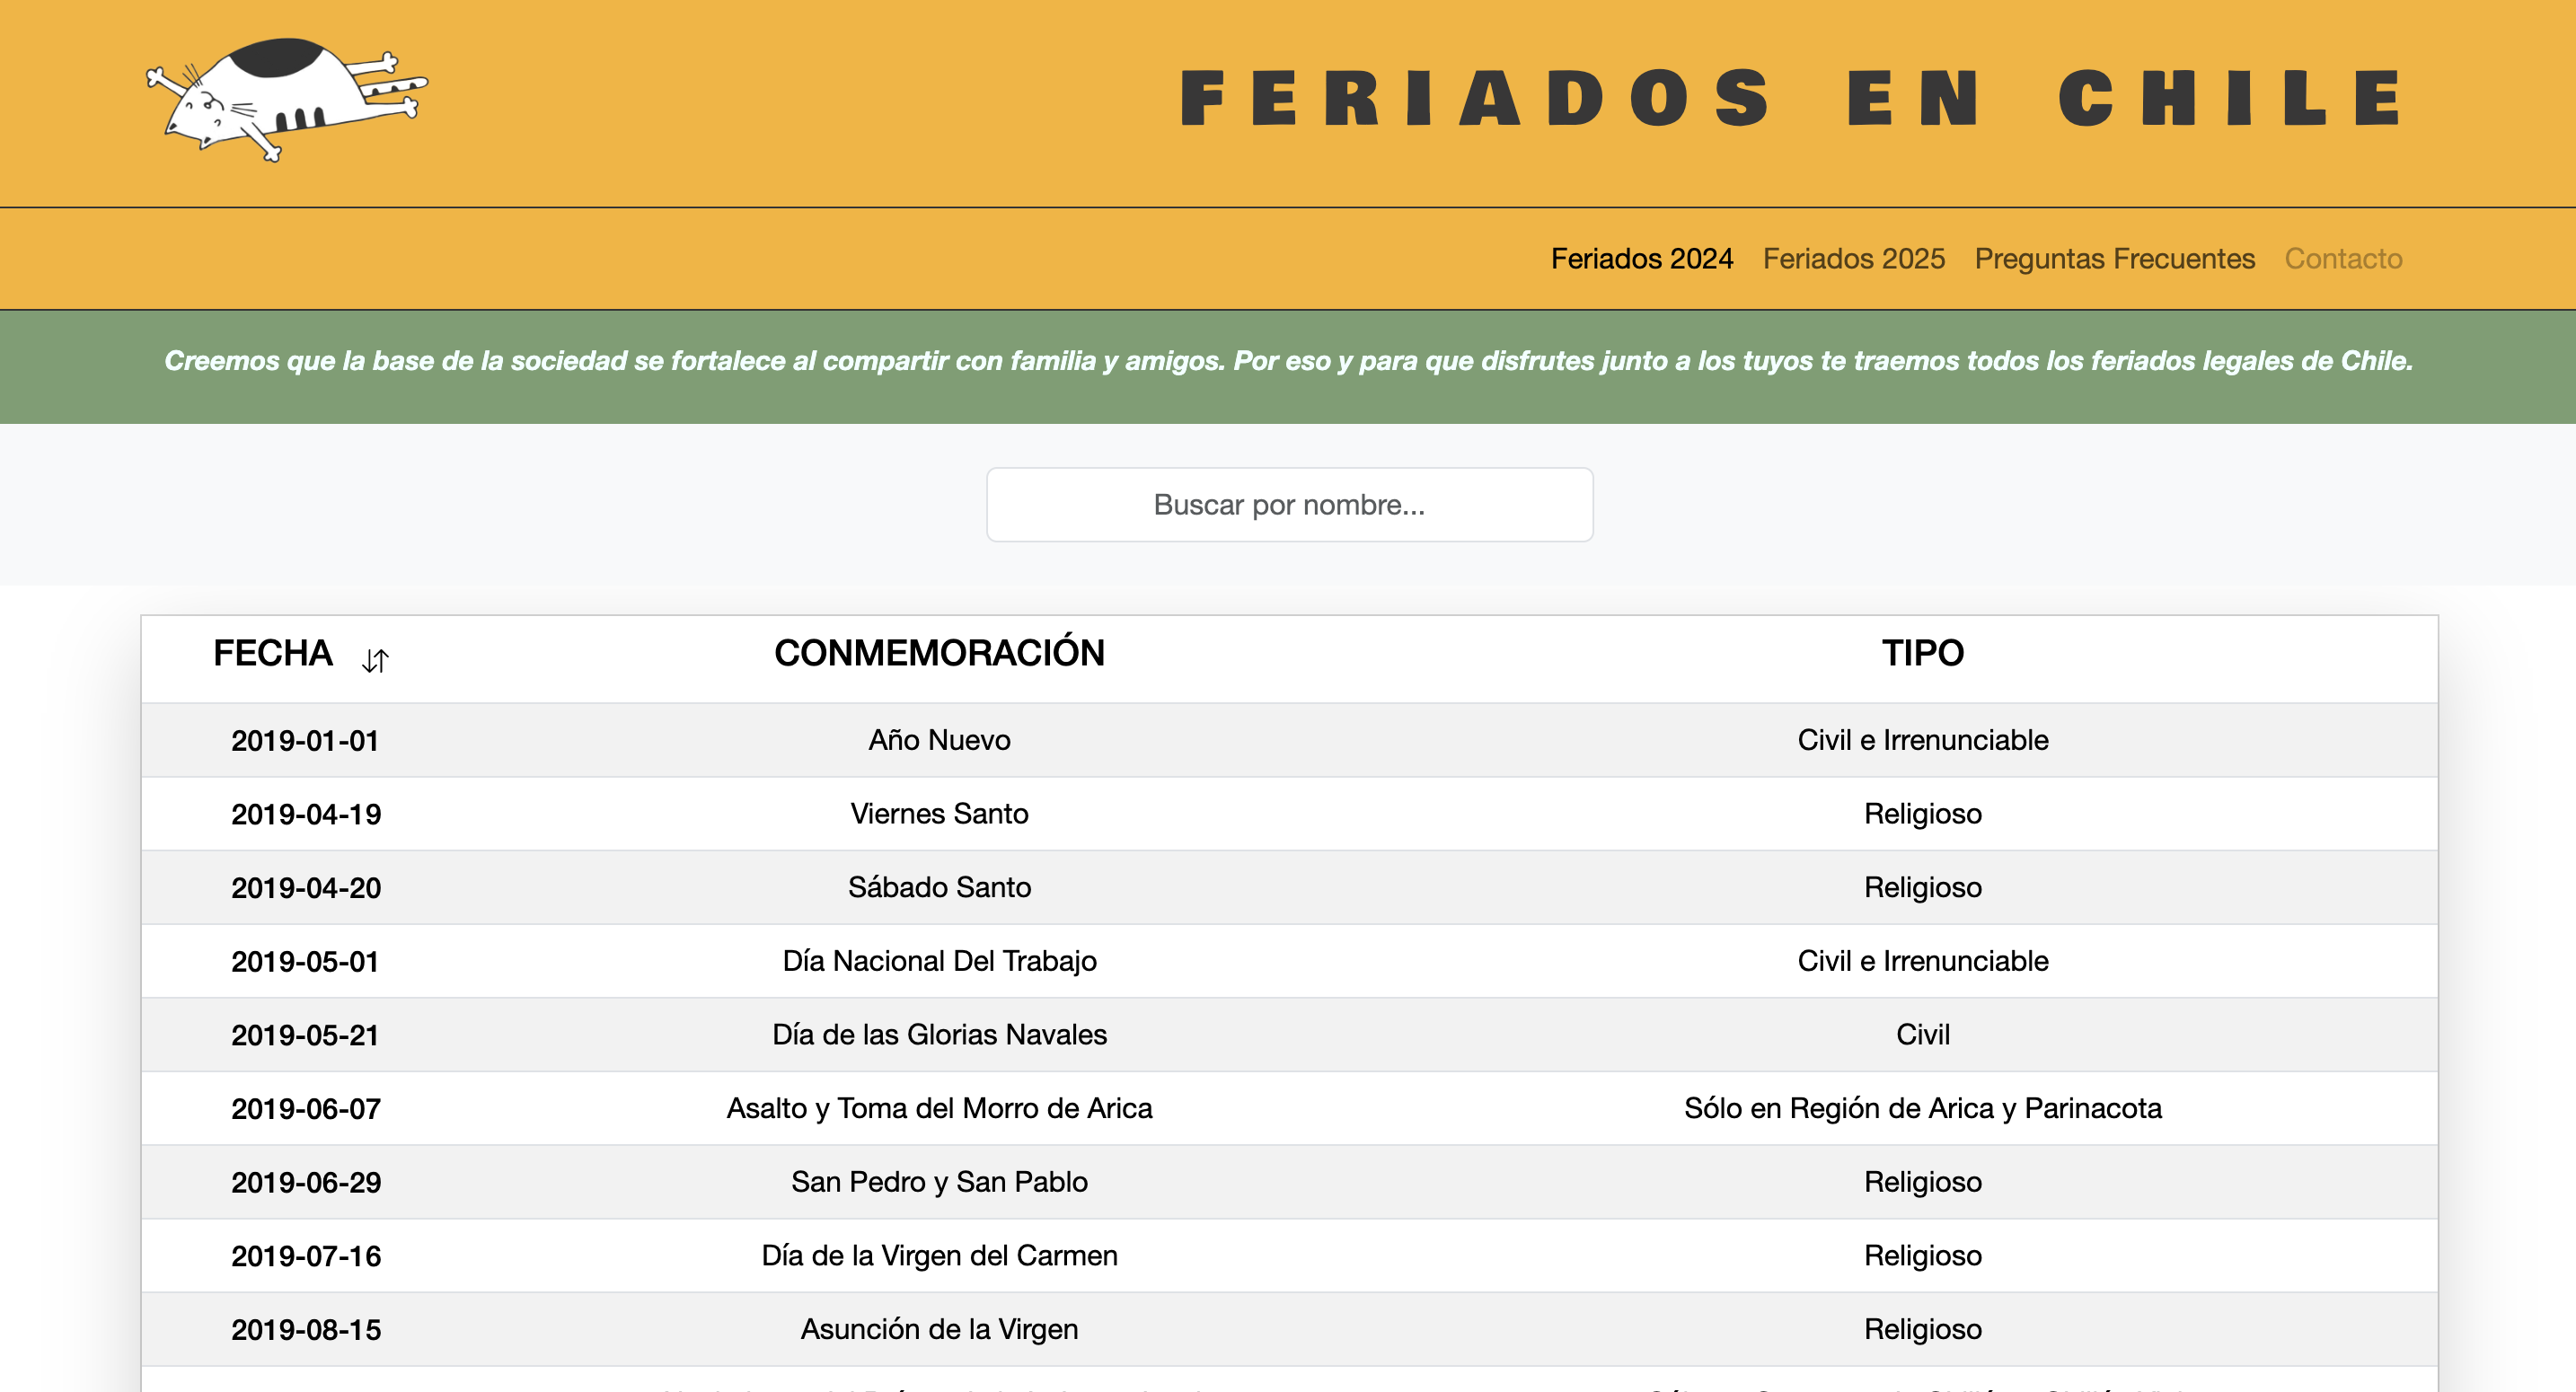 FERIADOS EN CHILE
Feriados 2024 Feriados 2025 Preguntas Frecuentes Contacto
Creemos que la base de la sociedad se fortalece al compartir con familia y amigos. Por eso y para que disfrutes junto a los tuyos te traemos todos los feriados legales de Chile.
Buscar por nombre...
FECHA CONMEMORACIÓN TIPO
2019-01-01 Año Nuevo Civil e Irrenunciable
2019-04-19 Viernes Santo Religioso
2019-04-20 Sábado Santo Religioso
2019-05-01 Día Nacional Del Trabajo Civil e Irrenunciable
2019-05-21 Día de las Glorias Navales Civil
2019-06-07 Asalto y Toma del Morro de Arica Sólo en Región de Arica y Parinacota
2019-06-29 San Pedro y San Pablo Religioso
2019-07-16 Día de la Virgen del Carmen Religioso
2019-08-15 Asunción de la Virgen Religioso